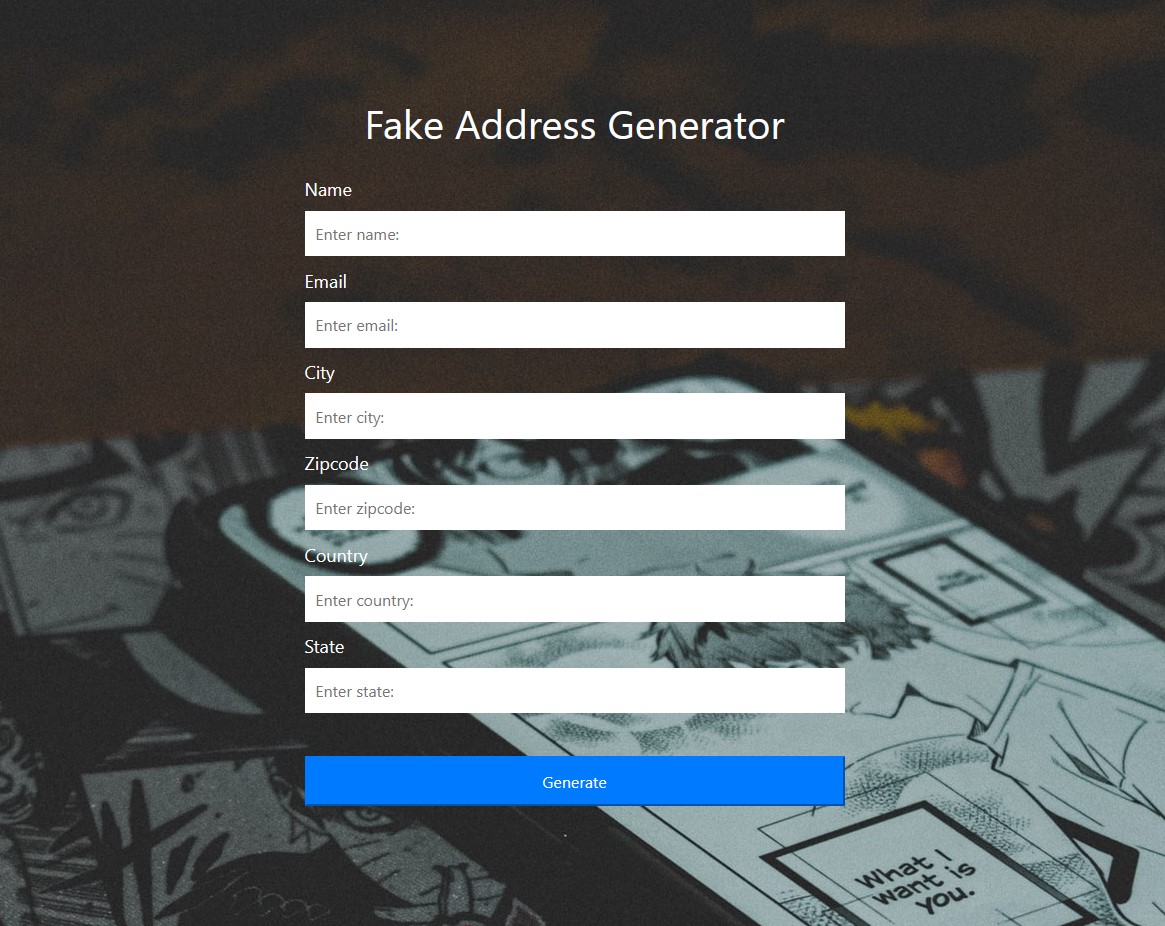 Fake Address Generator
Name
Enter name:
Email
Enter email:
City
Enter city:
Zipcode
Enter zipcode:
Country
Enter country:
State
Enter state:
Generate
What I
want is
you.